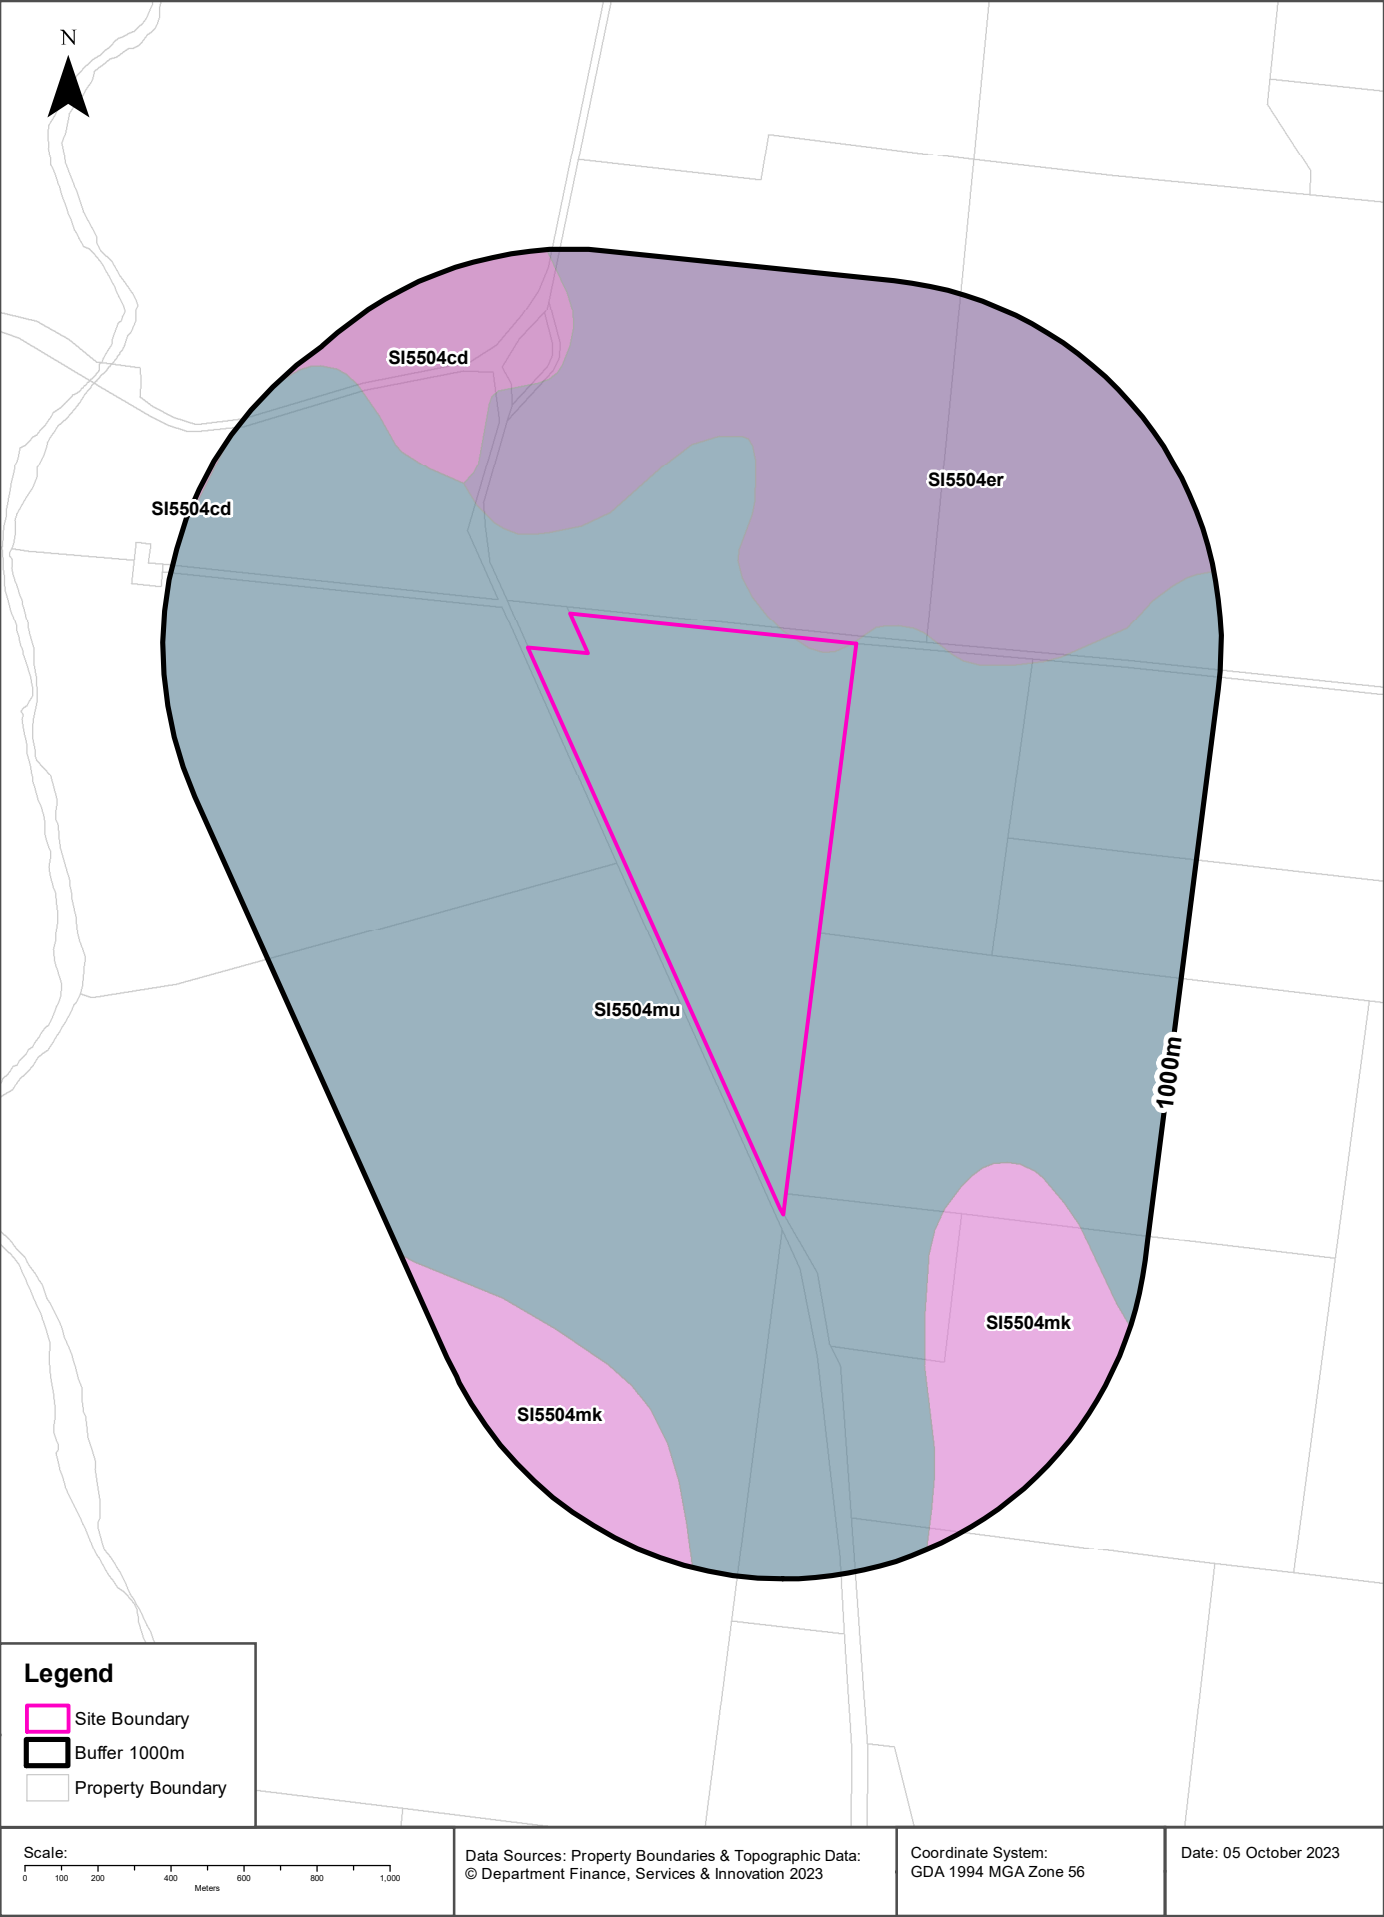 N
SI5504cd
SI5504er
SI5504cd
SI5504mu
1000m
SI5504mk
SI5504mk
Legend
Site Boundary
Buffer 1000m
Property Boundary
Scale:
0 100 200 400 600 800 1,000
Meters
Data Sources: Property Boundaries & Topographic Data:
© Department Finance, Services & Innovation 2023
Coordinate System:
GDA 1994 MGA Zone 56
Date: 05 October 2023